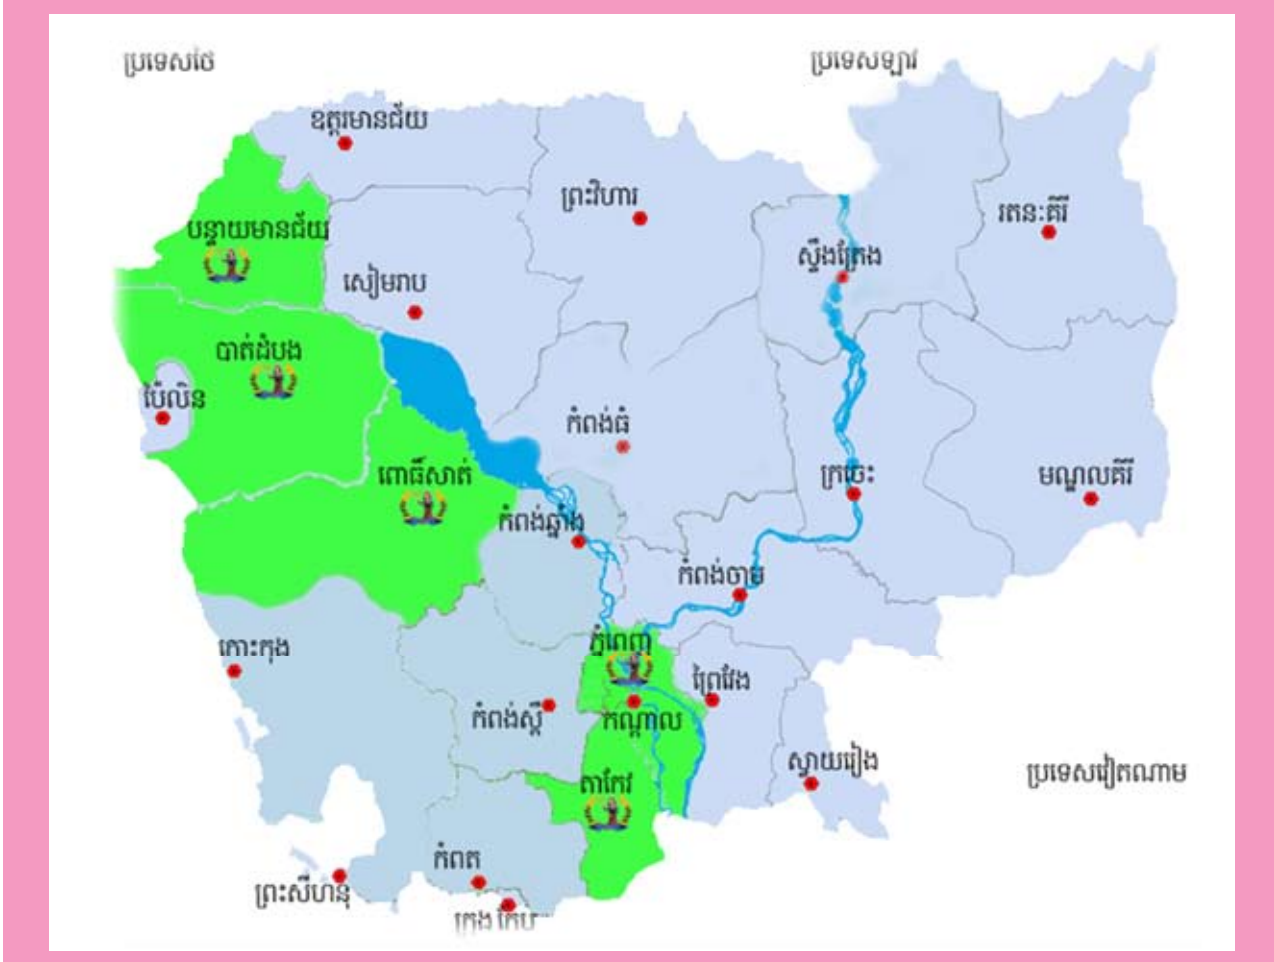 ប្រទេសថៃ
ប្រទេសឡាវ
ឧត្តរមានជ័យ
ព្រះវិហារ
រតនៈគិរី
បន្ទាយមានជ័យ
ស្ទឹងត្រែង
សៀមរាប
បាត់ដំបង
ប៉ៃលិន
កំពង់ធំ
ពោធិ៍សាត់
ក្រចេះ
មណ្ឌលគិរី
កំពង់ឆ្នាំង
កំពង់ចាម
ភ្នំពេញ
កោះកុង
ព្រៃវែង
កំពង់ស្ពឺ
កណ្តាល
ស្វាយរៀង
ប្រទេសវៀតណាម
តាកែវ
កំពត
ព្រះសីហនុ
ក្រុង កែប